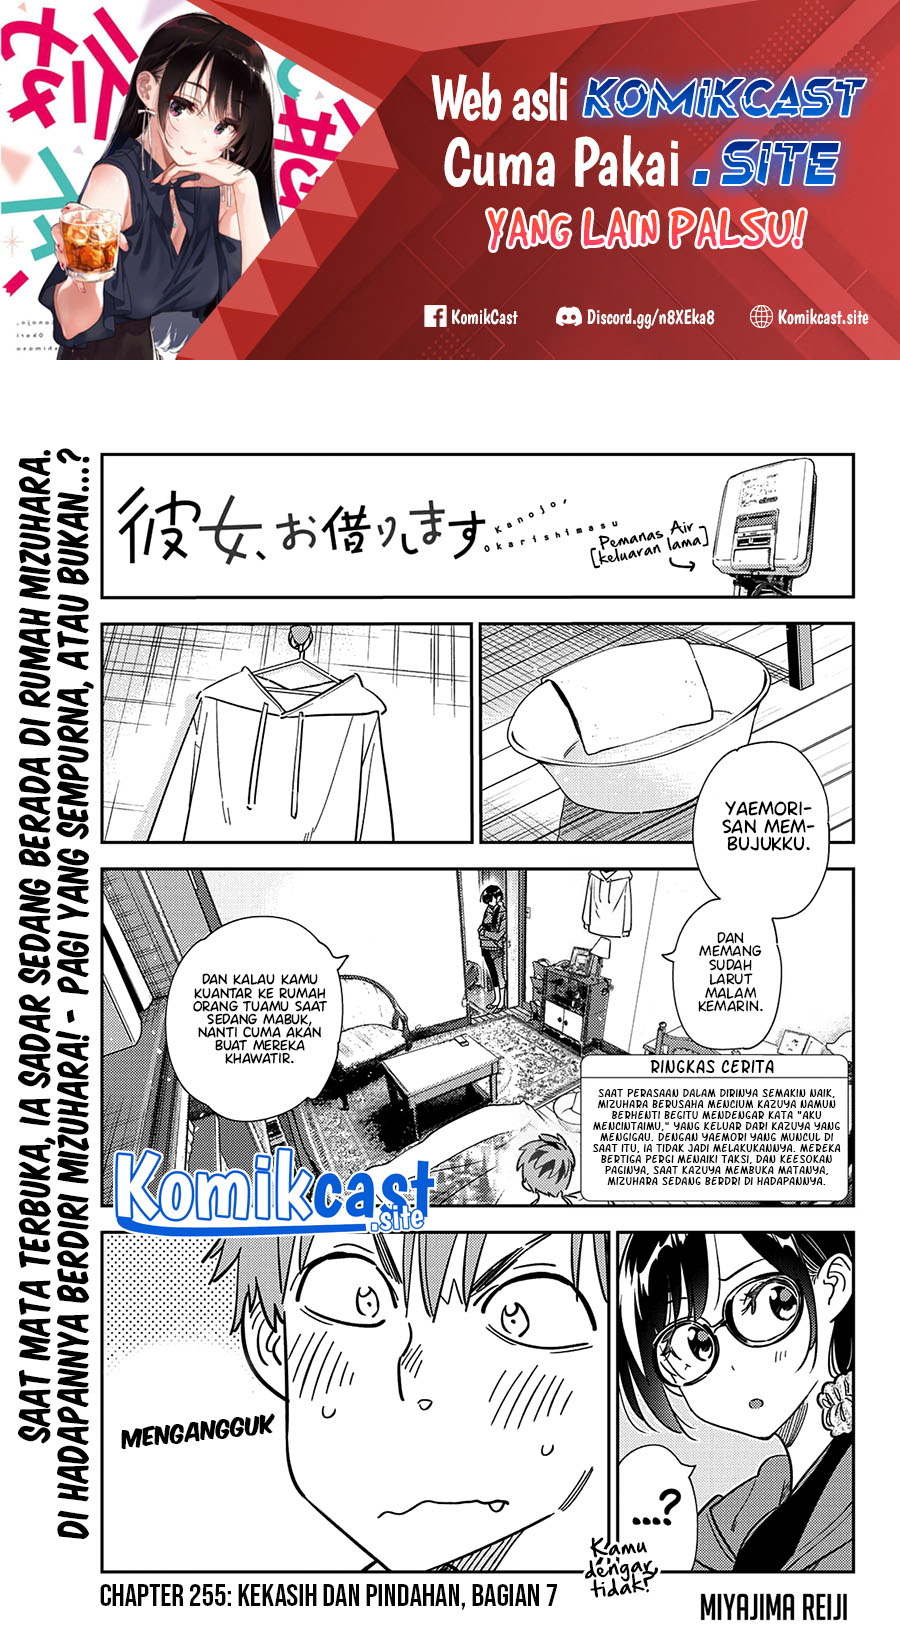 Web asli KOMIKCAST
Cuma Pakai .SITE
YANG LAIN PALSU!
KomikCast
Discord.gg/n8XEka8
Komikcast.site
SAAT MATA TERBUKA, IA SADAR SEDANG BERADA DI RUMAH MIZUHARA.
DI HADAPANNYA BERDIRI MIZUHARA! - PAGI YANG SEMPURNA, ATAU BUKAN...?
彼女、お借りします
Kanojo,
Okarishimasu
Pemanas Air
[keluaran lama]
YAEMORI-
SAN MEM-
BUJUKKU.
DAN
MEMANG
SUDAH
LARUT
MALAM
KEMARIN.
DAN KALAU KAMU
KUANTAR KE RUMAH
ORANG TUAMU SAAT
SEDANG MABUK,
NANTI CUMA AKAN
BUAT MEREKA
KHAWATIR.
RINGKAS CERITA
SAAT PERASAAN DALAM DIRINYA SEMAKIN NAIK,
MIZUHARA BERUSAHA MENCIUM KAZUYA NAMUN
BERHENTI BEGITU MENDENGAR KATA "AKU
MENCINTAIMU," YANG KELUAR DARI KAZUYA YANG
MENGIGAU. DENGAN YAEMORI YANG MUNCUL DI
SAAT ITU, IA TIDAK JADI MELAKUKANNYA. MEREKA
BERTIGA PERGI MENAIKI TAKSI, DAN KEESOKAN
PAGINYA, SAAT KAZUYA MEMBUKA MATANYA,
MIZUHARA SEDANG BERDRI DI HADAPANNYA.
Komikcast
.site
MENGANGGUK
....?
Kamu
dengar
tidak?
CHAPTER 255: KEKASIH DAN PINDAHAN, BAGIAN 7
MIYAJIMA REIJI